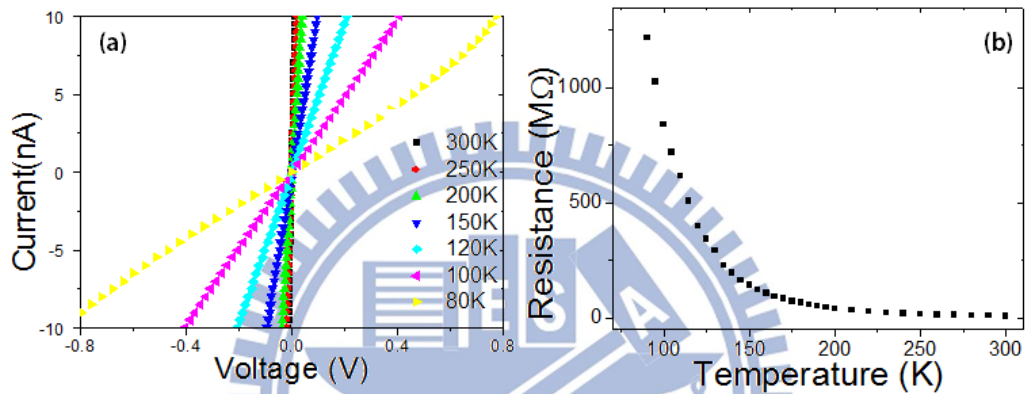 (a)
Current(nA)
10
5
0
-5
-10
-0.8
-0.4
0.0
0.4
0.8
Voltage (V)
300K
250K
200K
150K
120K
100K
80K
(b)
Resistance (MΩ)
1000
500
0
100
150
200
250
300
Temperature (K)
E S
A